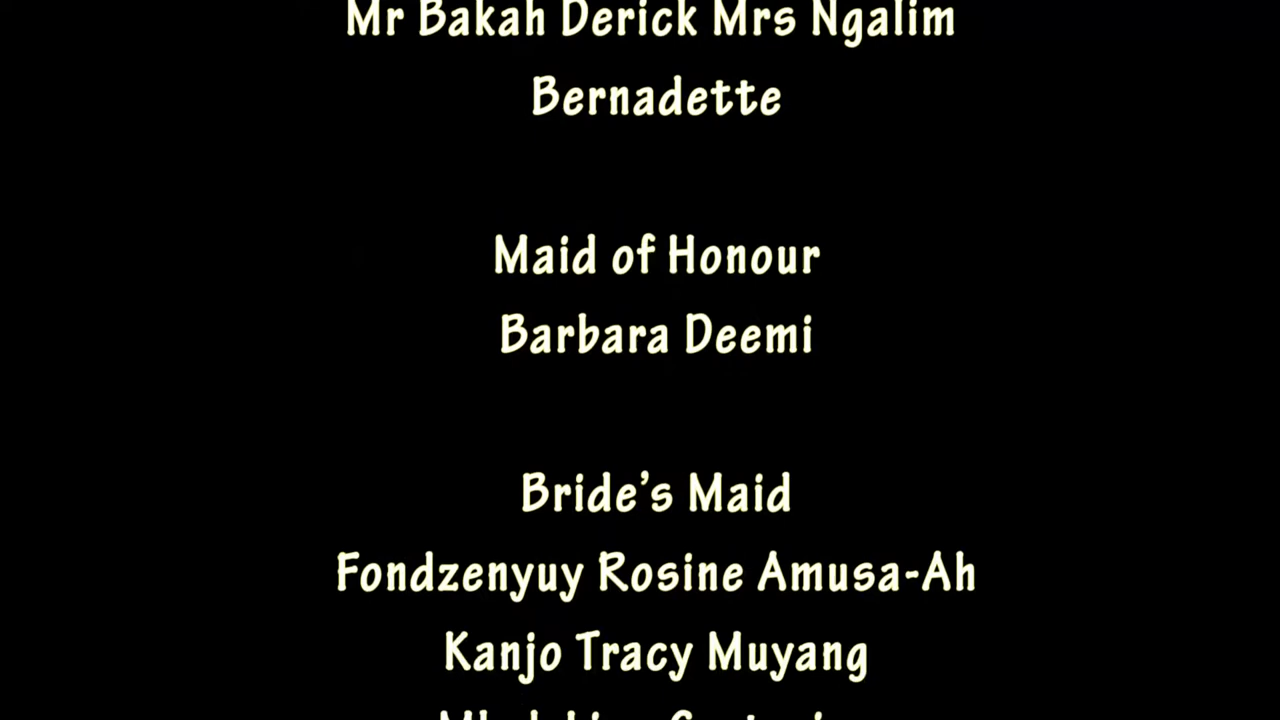 Mr Bakah Derick Mrs Ngalim
Bernadette
Maid of Honour
Barbara Deemi
Bride's Maid
Fondzenyuy Rosine Amusa-Ah
Kanjo Tracy Muyang